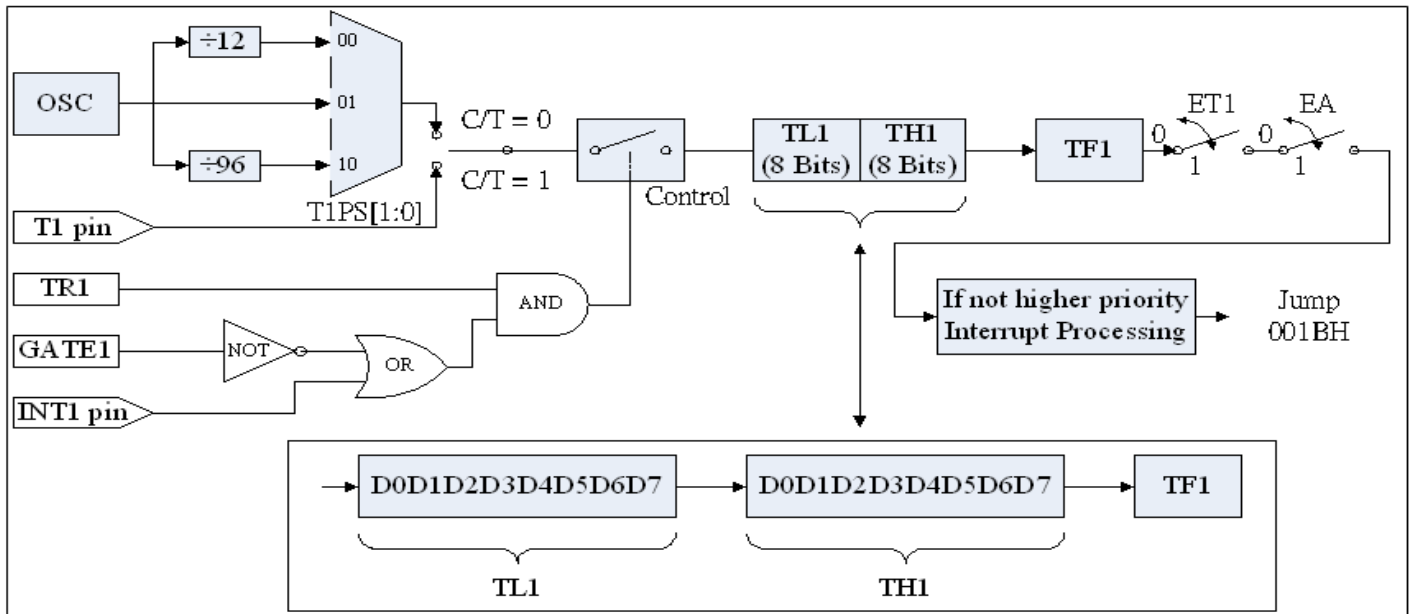 ÷12
00
OSC
01
÷96
10
T1PS[1:0]
C/T = 0
C/T = 1
Control
TL1
(8 Bits)
TH1
(8 Bits)
TF1
0
ET1
1
0
EA
1
T1 pin
TR1
AND
GATE1
NOT
OR
INT1 pin
If not higher priority
Interrupt Processing
Jump
001BH
D0D1D2D3D4D5D6D7
D0D1D2D3D4D5D6D7
TF1
TL1
TH1